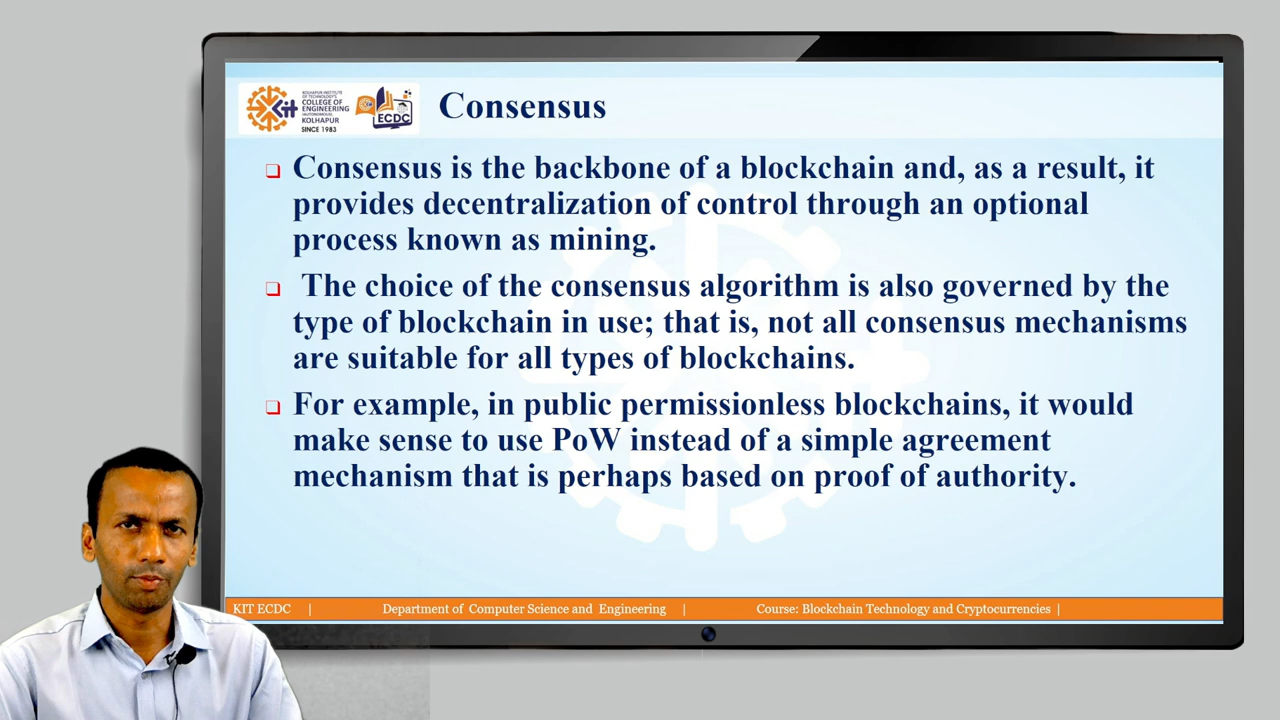 KOLHAPUR INSTITUTE
OF TECHNOLOGY'S
COLLEGE OF
ENGINEERING
(AUTONOMOUS),
KOLHAPUR
SINCE 1983
Kit
ECDC
Consensus
Consensus is the backbone of a blockchain and, as a result, it
provides decentralization of control through an optional
process known as mining.
The choice of the consensus algorithm is also governed by the
type of blockchain in use; that is, not all consensus mechanisms
are suitable for all types of blockchains.
For example, in public permissionless blockchains, it would
make sense to use PoW instead of a simple agreement
mechanism that is perhaps based on proof of authority.
KIT ECDC | Department of Computer Science and Engineering | Course: Blockchain Technology and Cryptocurrencies |